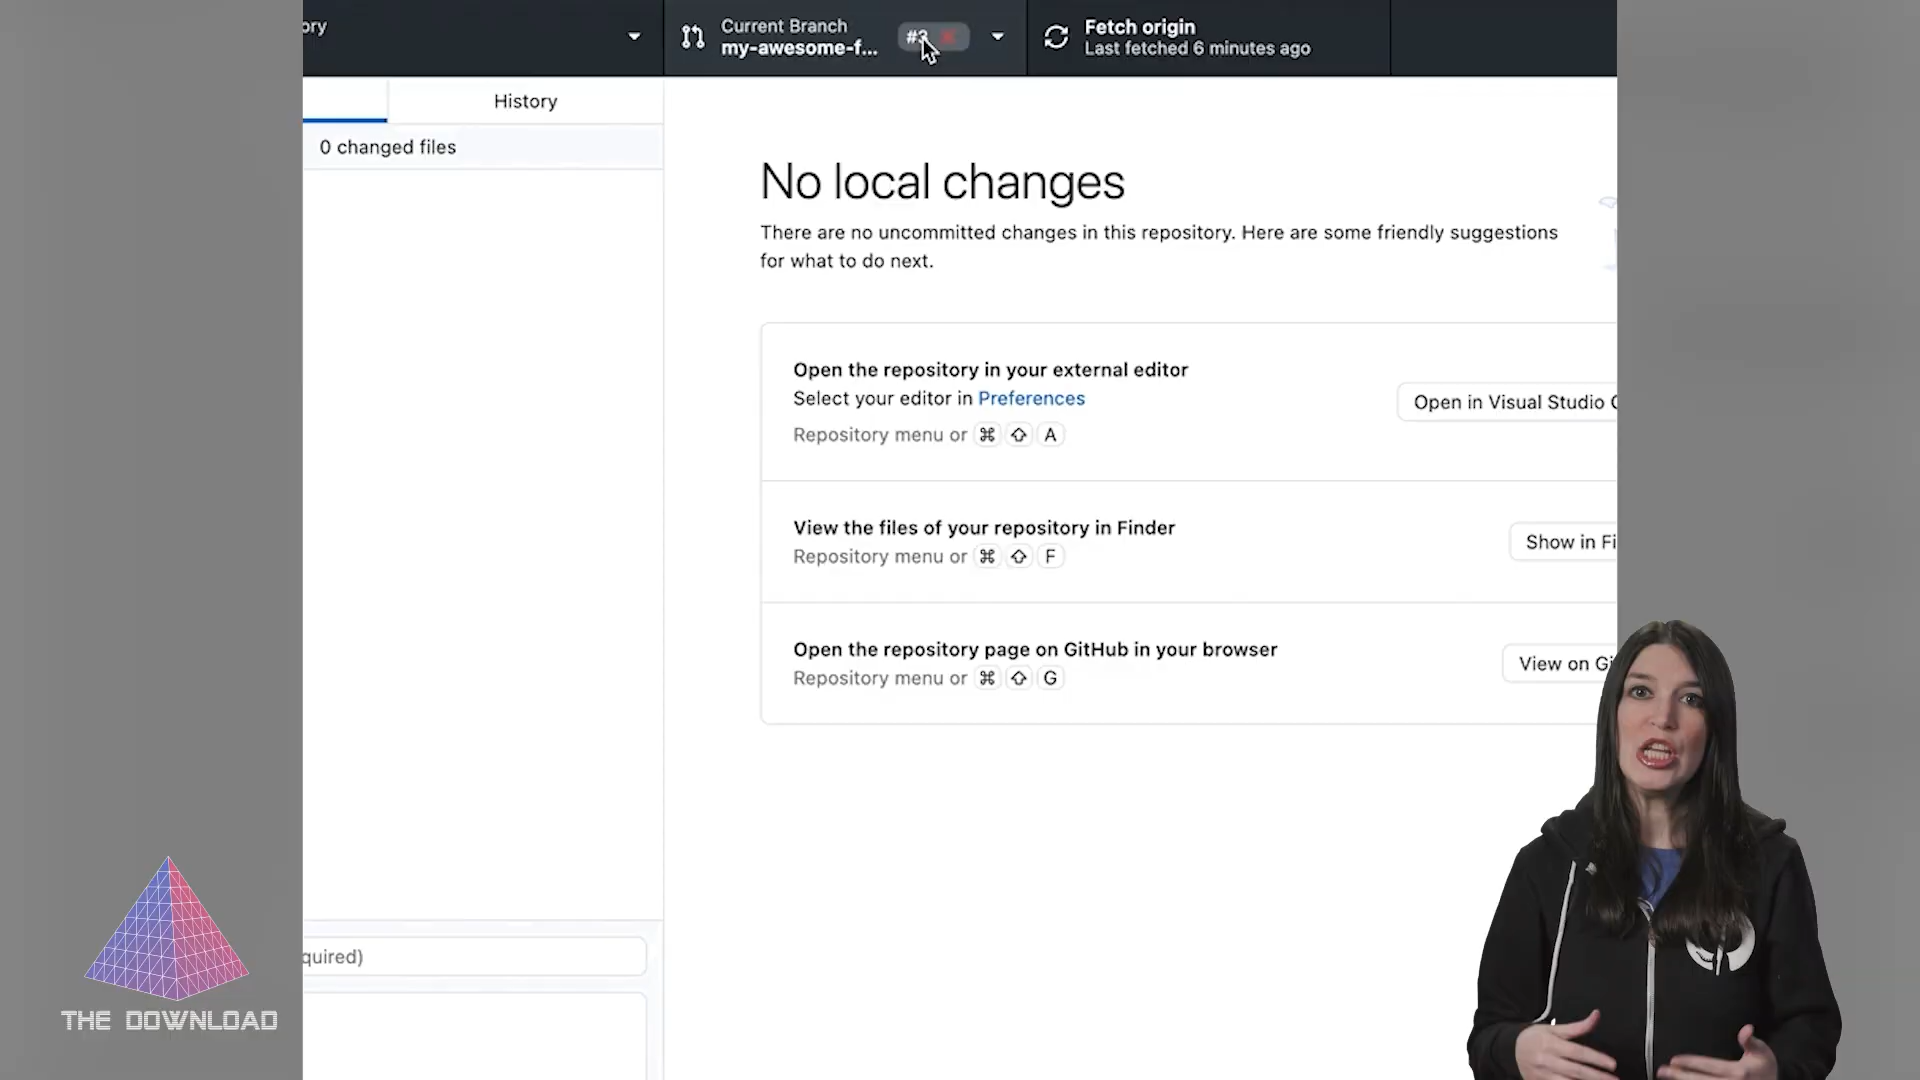 ory
Current Branch
my-awesome-f...
#3
Fetch origin
Last fetched 6 minutes ago
History
0 changed files
No local changes
There are no uncommitted changes in this repository. Here are some friendly suggestions
for what to do next.
Open the repository in your external editor
Select your editor in Preferences
Repository menu or ⌘ ⇧ A
Open in Visual Studio C
View the files of your repository in Finder
Repository menu or ⌘ ⇧ F
Show in Fi
Open the repository page on GitHub in your browser
Repository menu or ⌘ ⇧ G
View on Gi
quired)
THE DOWNLOAD